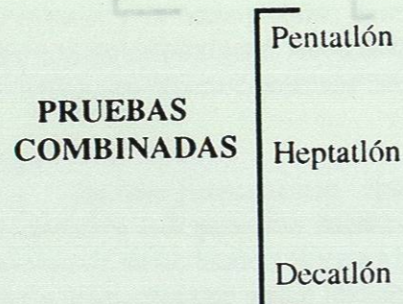 Pentatlón
PRUEBAS
COMBINADAS
Heptatlón
Decatlón